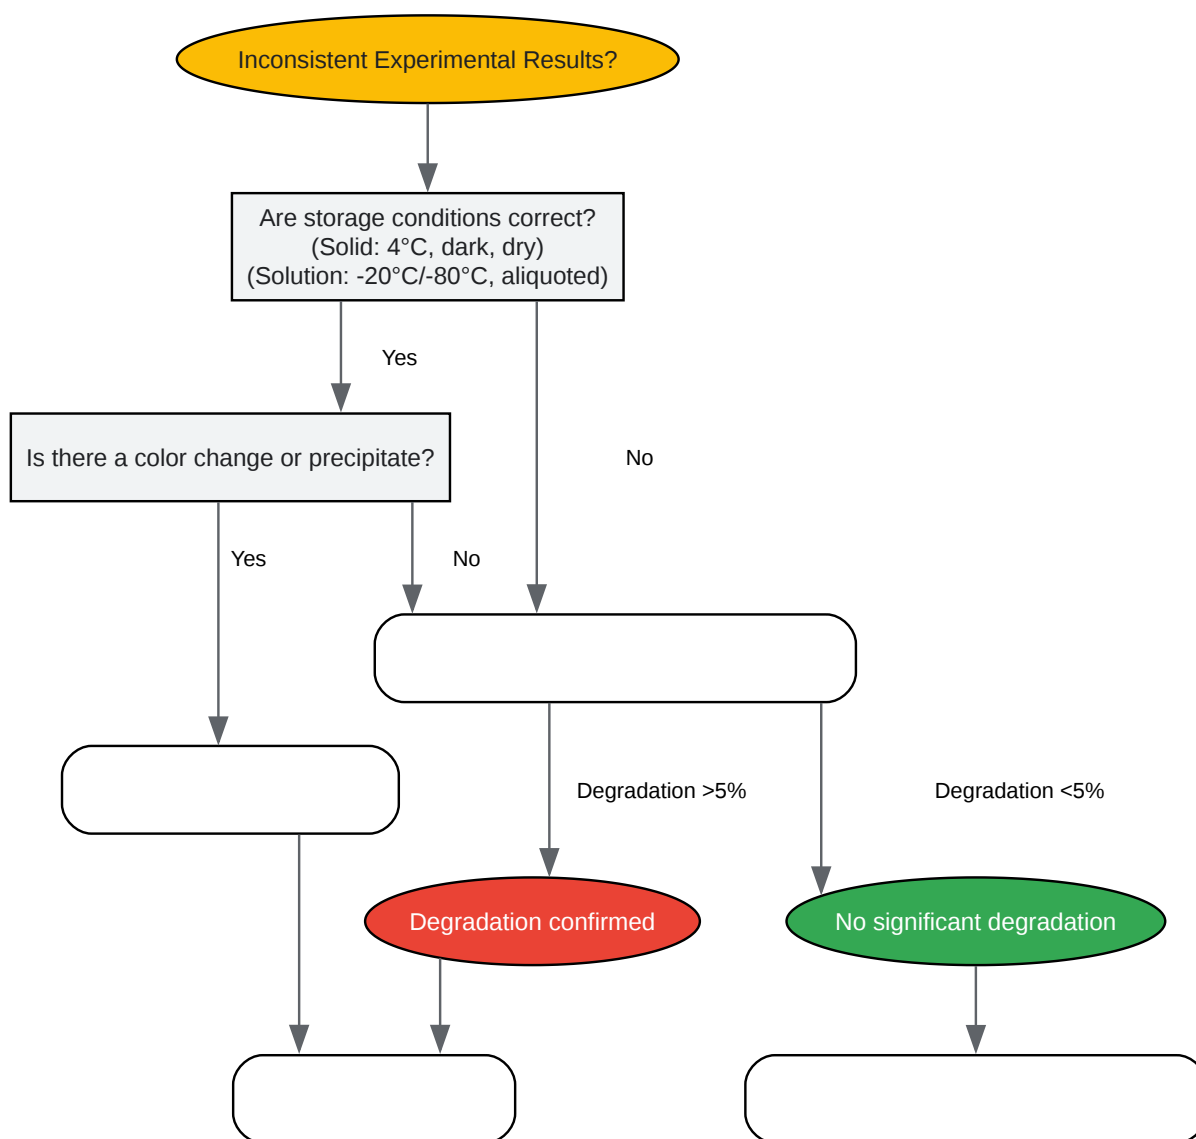 Inconsistent Experimental Results?
Are storage conditions correct?
(Solid: 4°C, dark, dry)
(Solution: -20°C/-80°C, aliquoted)
Yes
Is there a color change or precipitate?
No
Yes
No
Degradation >5%
Degradation <5%
Degradation confirmed
No significant degradation